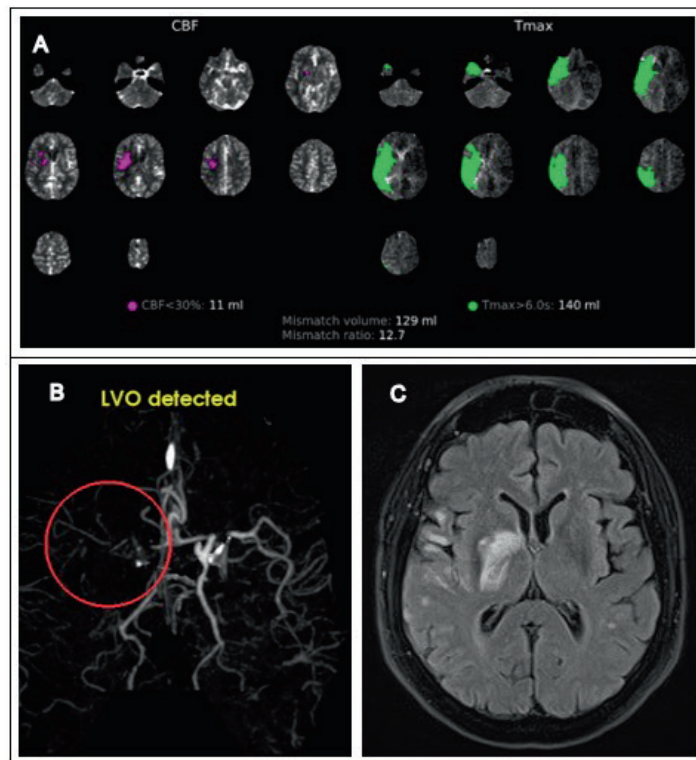 A
CBF
Tmax
CBF<30%: 11 ml
Tmax>6.0s: 140 ml
Mismatch volume: 129 ml
Mismatch ratio: 12.7
B
LVO detected
C